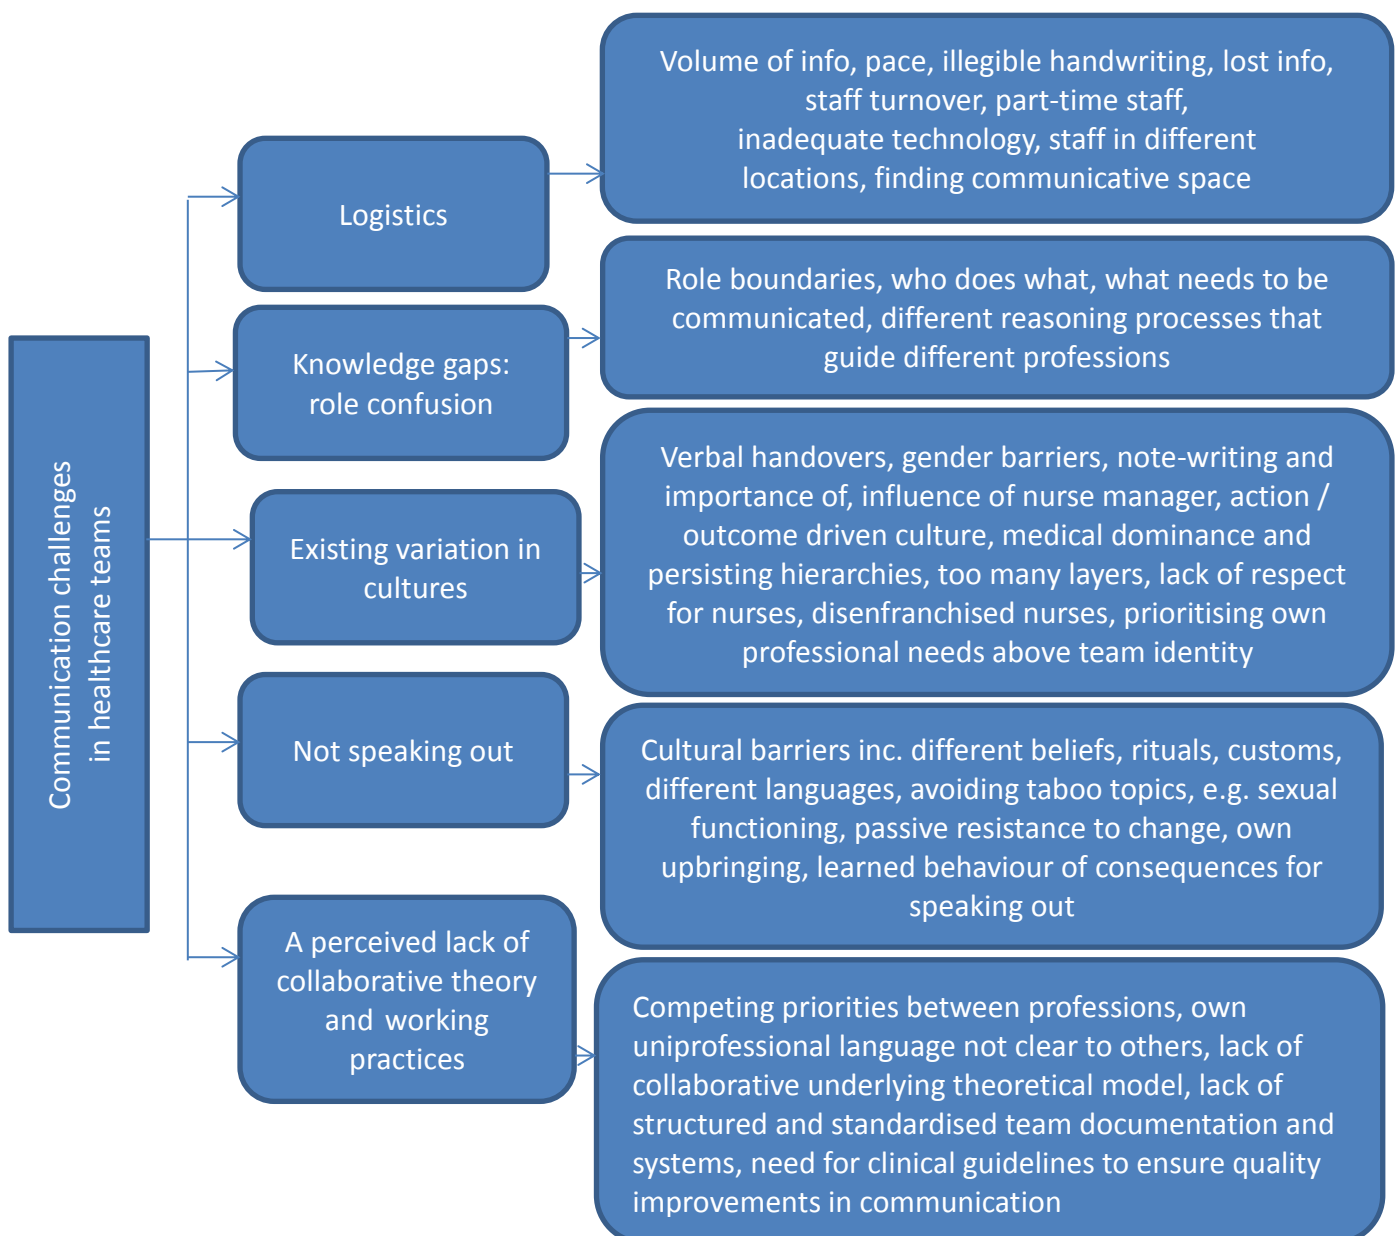 Communication challenges
in healthcare teams
Logistics
Volume of info, pace, illegible handwriting, lost info,
staff turnover, part-time staff,
inadequate technology, staff in different
locations, finding communicative space
Knowledge gaps:
role confusion
Role boundaries, who does what, what needs to be
communicated, different reasoning processes that
guide different professions
Existing variation in
cultures
Verbal handovers, gender barriers, note-writing and
importance of, influence of nurse manager, action /
outcome driven culture, medical dominance and
persisting hierarchies, too many layers, lack of respect
for nurses, disenfranchised nurses, prioritising own
professional needs above team identity
Not speaking out
Cultural barriers inc. different beliefs, rituals, customs,
different languages, avoiding taboo topics, e.g. sexual
functioning, passive resistance to change, own
upbringing, learned behaviour of consequences for
speaking out
A perceived lack of
collaborative theory
and working
practices
Competing priorities between professions, own
uniprofessional language not clear to others, lack of
collaborative underlying theoretical model, lack of
structured and standardised team documentation and
systems, need for clinical guidelines to ensure quality
improvements in communication